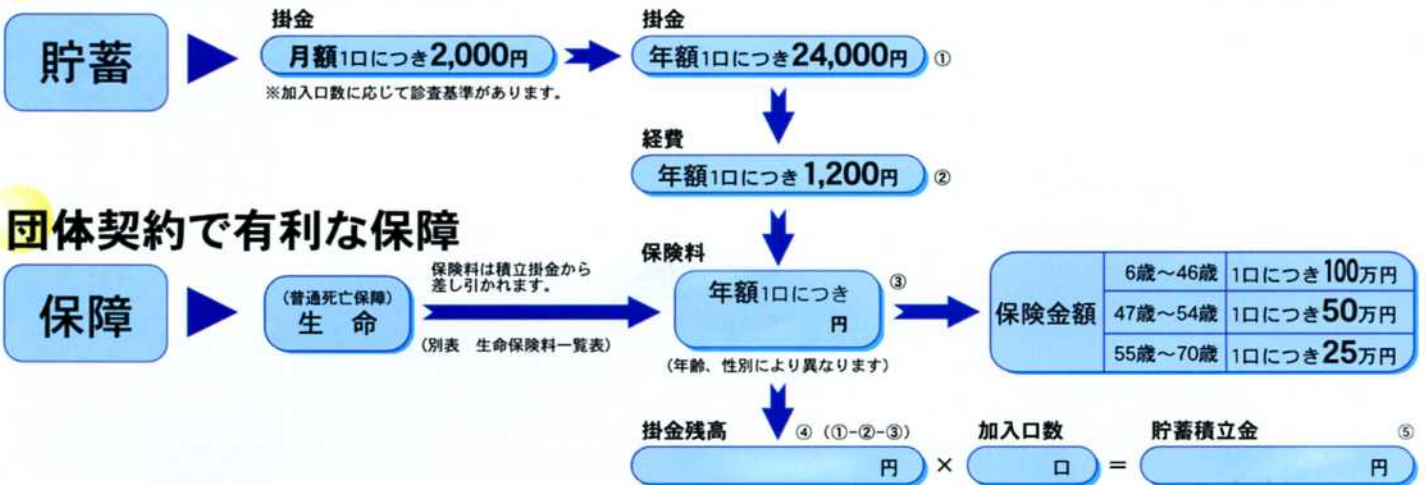 貯蓄
掛金
月額1口につき2,000円
※加入口数に応じて診査基準があります。
掛金
年額1口につき24,000円 ①
経費
年額1口につき1,200円 ②
団体契約で有利な保障
保障
(普通死亡保障)
生 命
保険料は積立掛金から
差し引かれます。
(別表 生命保険料一覧表)
保険料
年額1口につき
円
③
(年齢、性別により異なります)
保険金額
6歳〜46歳 1口につき100万円
47歳〜54歳 1口につき50万円
55歳〜70歳 1口につき25万円
掛金残高 ④ (①-②-③) 加入口数 貯蓄積立金 ⑤
円 × 口 = 円